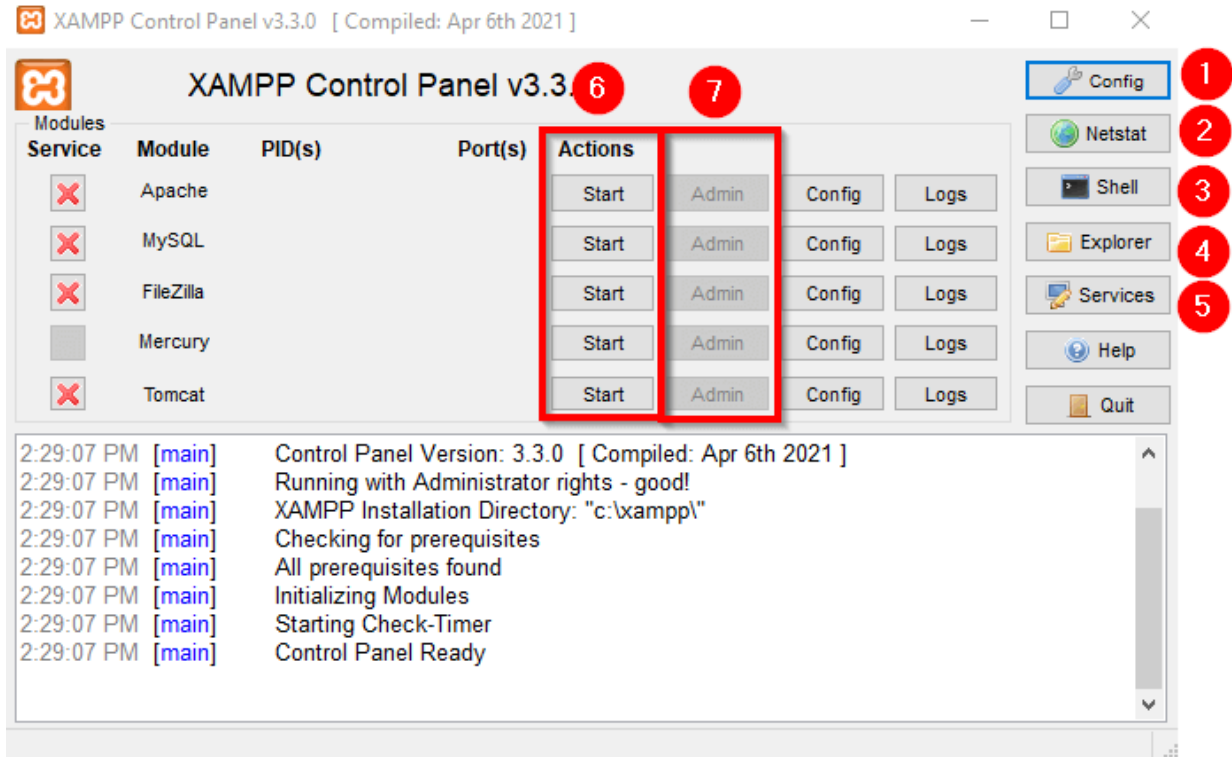 XAMPP Control Panel v3.3.0 [ Compiled: Apr 6th 2021 ]
XAMPP Control Panel v3.3.
6
7
Config
1
Modules
Netstat
2
Service Module PID(s) Port(s) Actions
Apache Start Admin Config Logs
Shell
3
MySQL Start Admin Config Logs
Explorer
4
FileZilla Start Admin Config Logs
Services
5
Mercury Start Admin Config Logs
Help
Tomcat Start Admin Config Logs
Quit
2:29:07 PM [main] Control Panel Version: 3.3.0 [ Compiled: Apr 6th 2021 ]
2:29:07 PM [main] Running with Administrator rights - good!
2:29:07 PM [main] XAMPP Installation Directory: "c:\xampp\"
2:29:07 PM [main] Checking for prerequisites
2:29:07 PM [main] All prerequisites found
2:29:07 PM [main] Initializing Modules
2:29:07 PM [main] Starting Check-Timer
2:29:07 PM [main] Control Panel Ready